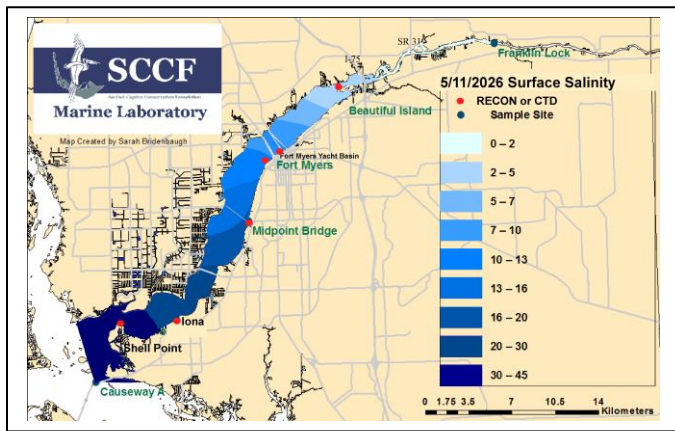 SCCF
Sanibel-Captiva Conservation Foundation
Marine Laboratory
Map Created by Sarah Bridenbaugh
SR 31
I-75
Franklin Lock
Beautiful Island
Fort Myers Yacht Basin
Fort Myers
Midpoint Bridge
Iona
Shell Point
Causeway A
5/11/2026 Surface Salinity
RECON or CTD
Sample Site
0 – 2
2 – 5
5 – 7
7 – 10
10 – 13
13 – 16
16 – 20
20 – 30
30 – 45
0 1.75 3.5 7 10.5 14
Kilometers